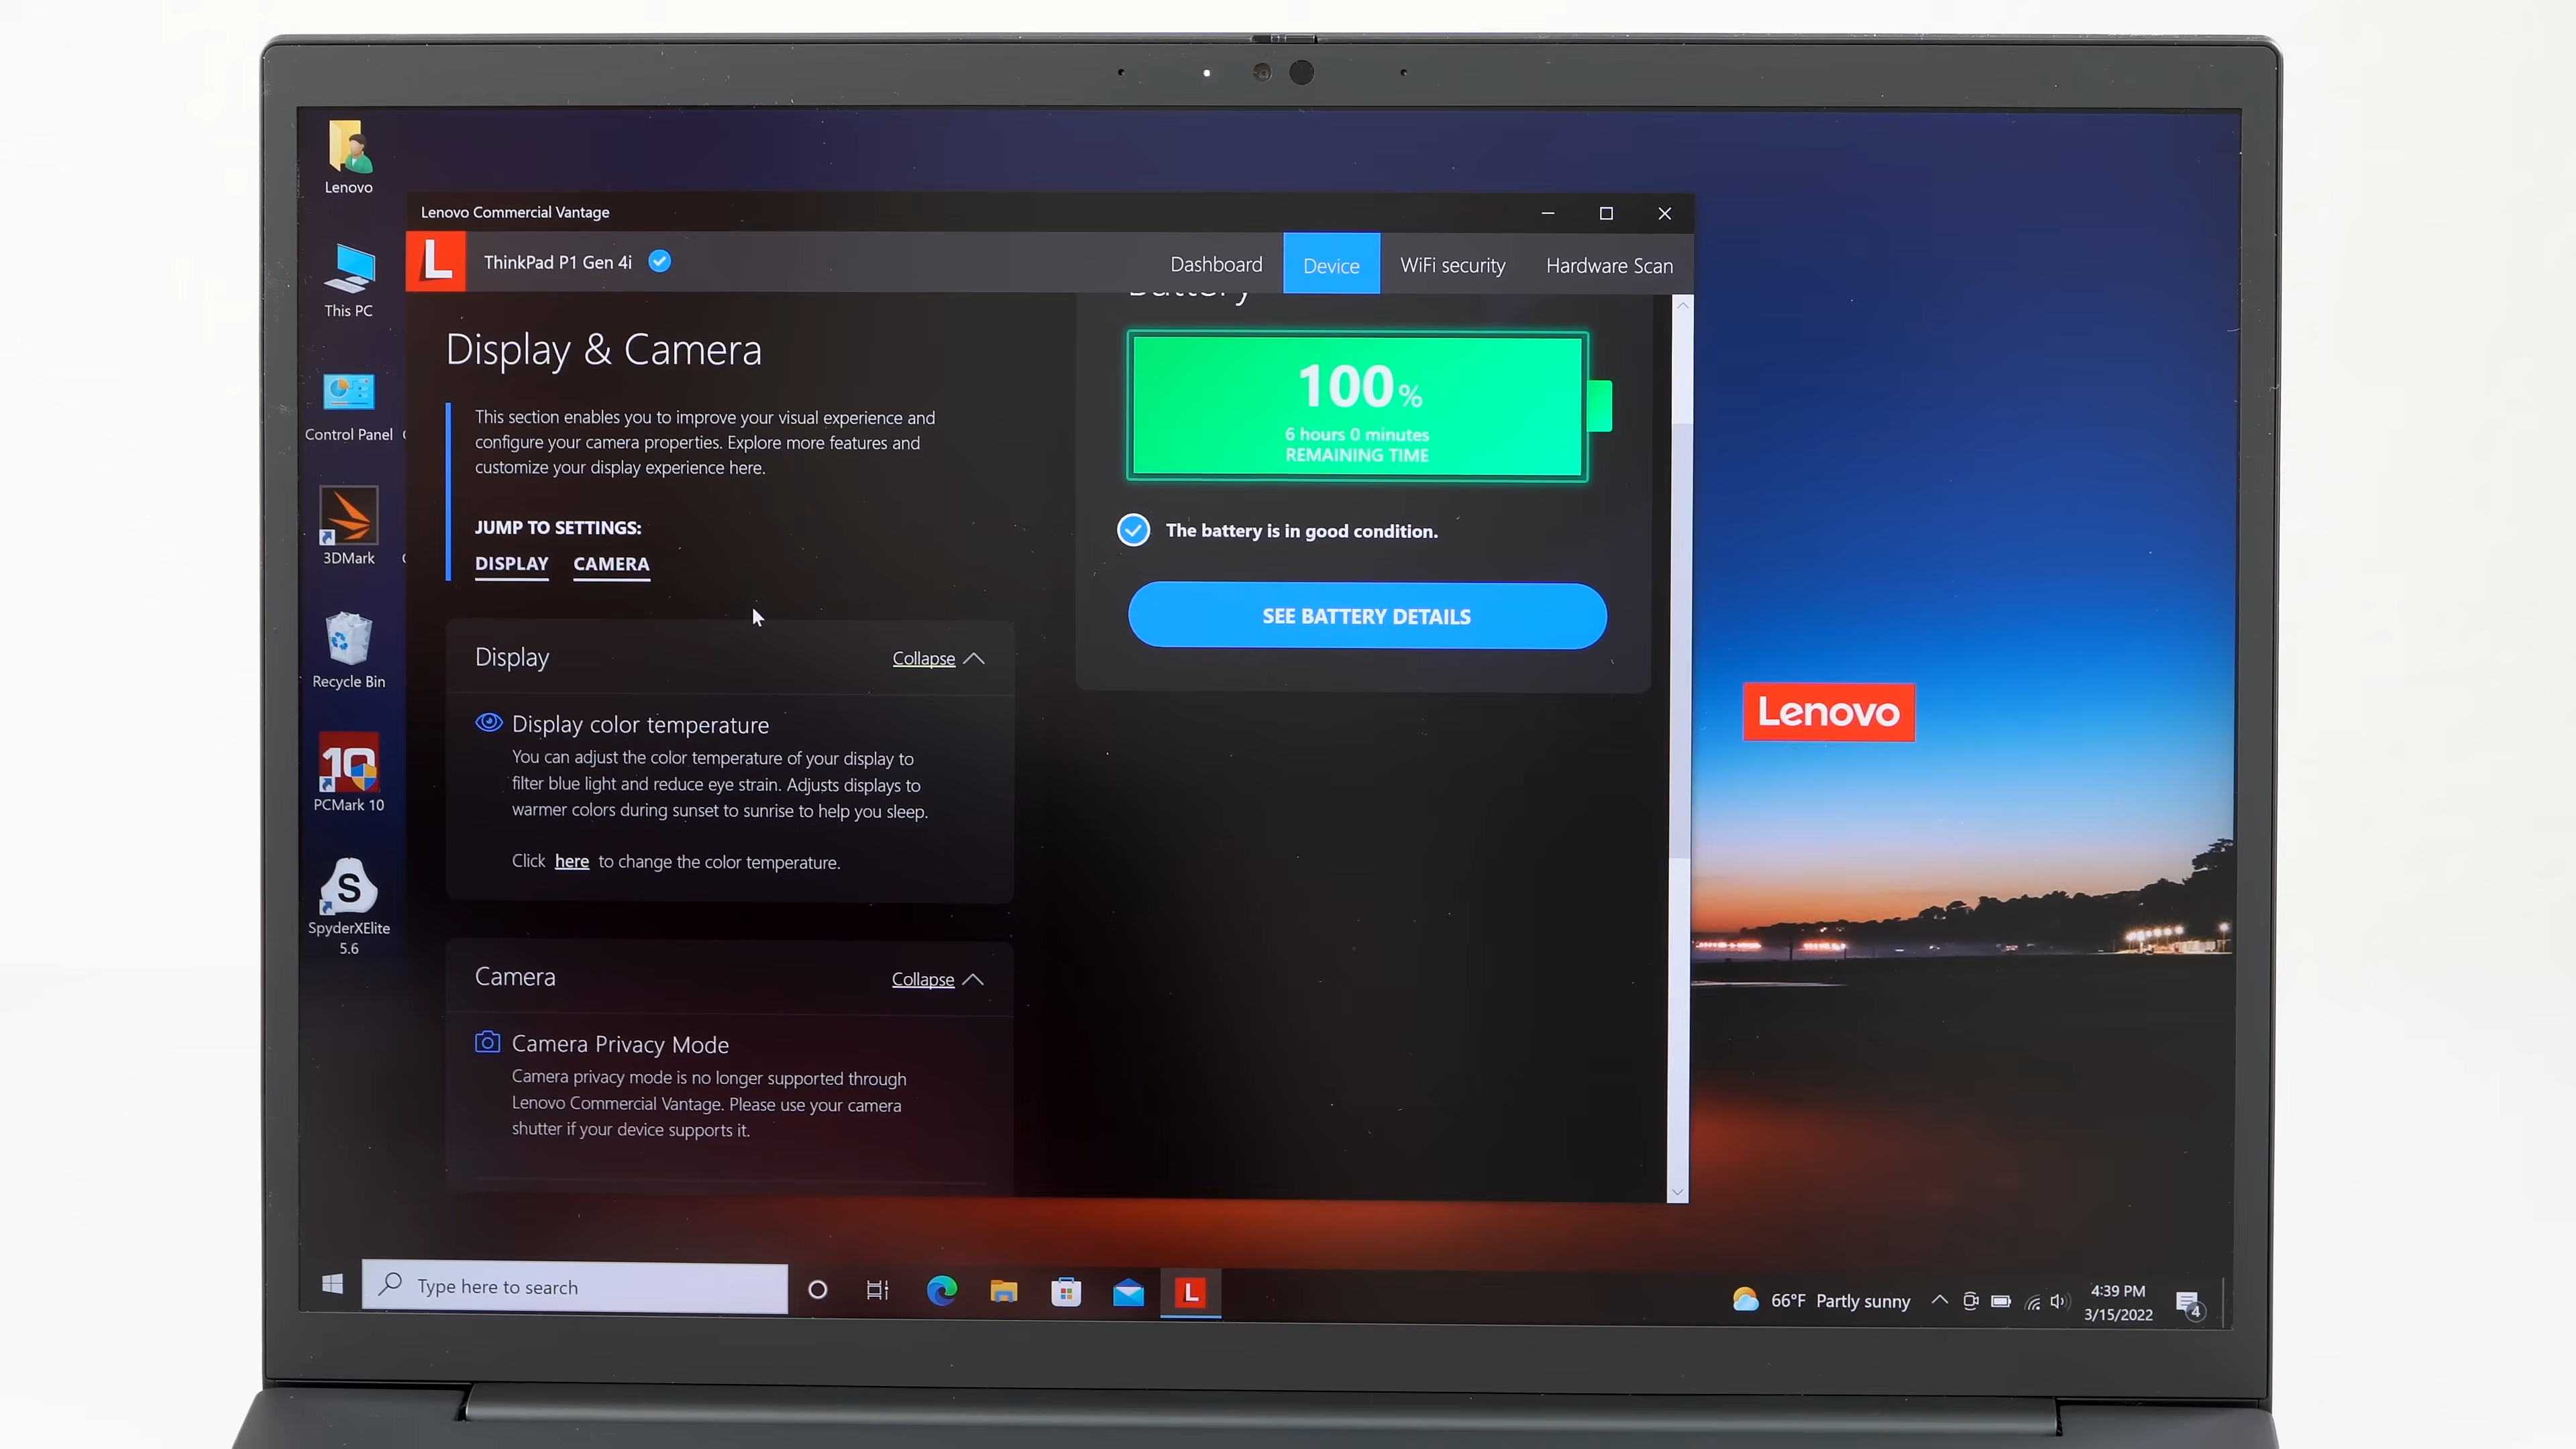 Lenovo
This PC
Control Panel
3DMark
Recycle Bin
10
PCMark 10
S
SpyderXElite
5.6
Lenovo Commercial Vantage
L
ThinkPad P1 Gen 4i
Dashboard
Device
WiFi security
Hardware Scan
Display & Camera
This section enables you to improve your visual experience and
configure your camera properties. Explore more features and
customize your display experience here.
JUMP TO SETTINGS:
DISPLAY CAMERA
Display
Collapse
Display color temperature
You can adjust the color temperature of your display to
filter blue light and reduce eye strain. Adjusts displays to
warmer colors during sunset to sunrise to help you sleep.
Click here to change the color temperature.
Camera
Collapse
Camera Privacy Mode
Camera privacy mode is no longer supported through
Lenovo Commercial Vantage. Please use your camera
shutter if your device supports it.
Battery
100%
6 hours 0 minutes
REMAINING TIME
The battery is in good condition.
SEE BATTERY DETAILS
Lenovo
Type here to search
L
66°F Partly sunny
4:39 PM
3/15/2022
4